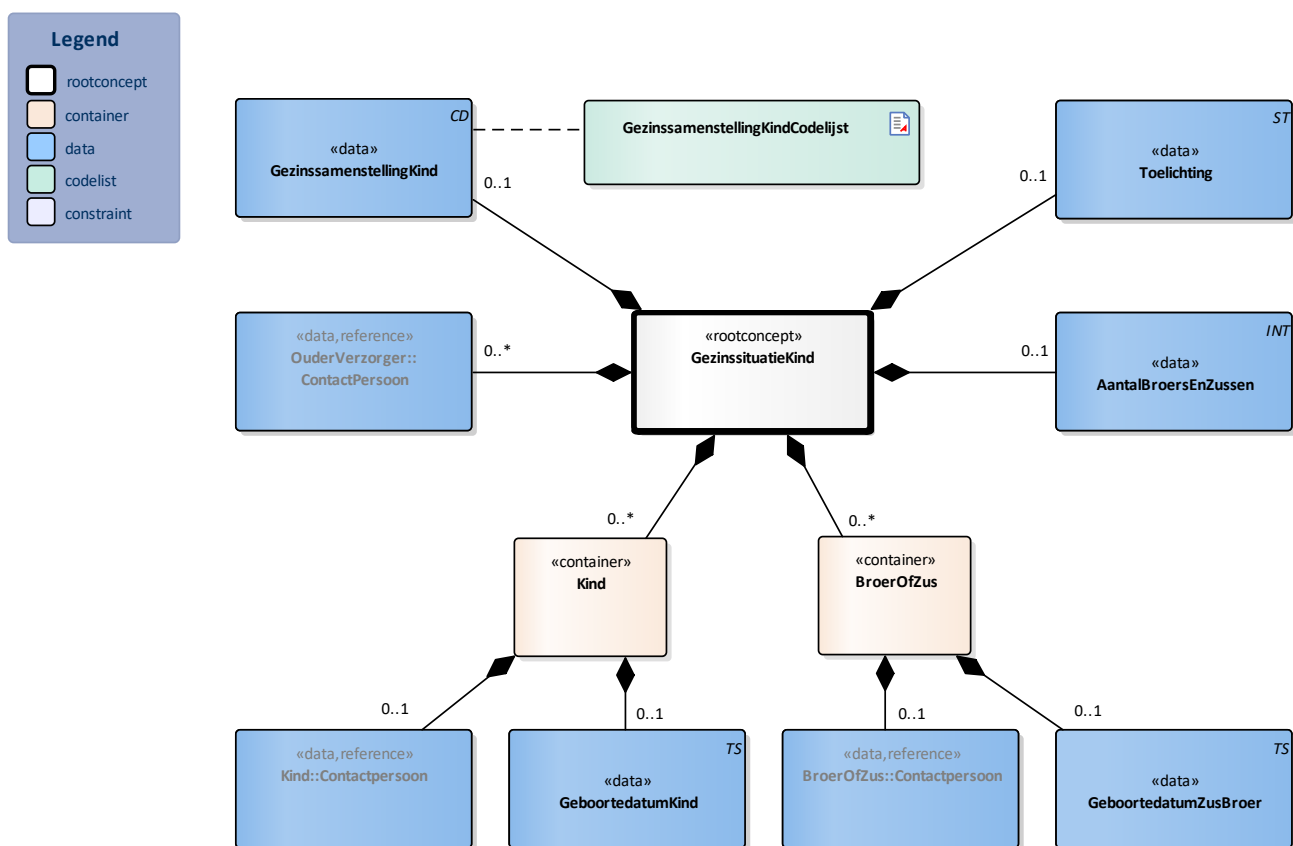 Legend
rootconcept
container
data
codelist
constraint
CD
«data»
GezinssamenstellingKind
0..1
GezinssamenstellingKindCodelijst
ST
«data»
Toelichting
0..1
«data,reference»
OuderVerzorger::
ContactPersoon
0..*
«rootconcept»
GezinssituatieKind
INT
«data»
AantalBroersEnZussen
0..1
0..*
0..*
«container»
Kind
«container»
BroerOfZus
0..1
0..1
0..1
0..1
«data,reference»
Kind::Contactpersoon
TS
«data»
GeboortedatumKind
«data,reference»
BroerOfZus::Contactpersoon
TS
«data»
GeboortedatumZusBroer